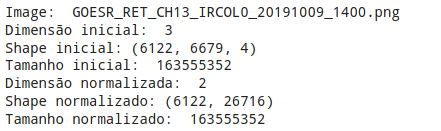 Image:  GOESR_RET_CH13_IRCOL0_20191009_1400.png
Dimensão inicial:  3
Shape inicial: (6122, 6679, 4)
Tamanho inicial:  163555352
Dimensão normalizada:  2
Shape normalizado: (6122, 26716)
Tamanho normalizado:  163555352